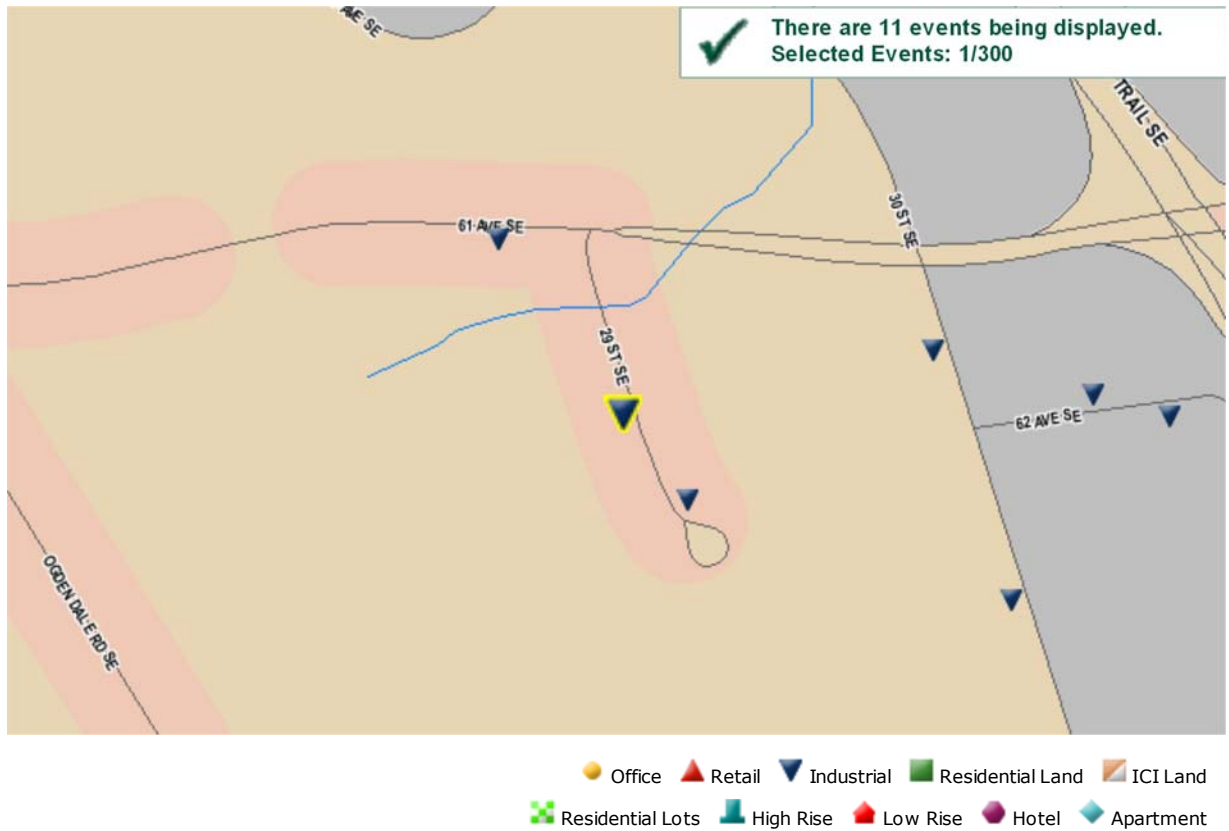 AVE SE
There are 11 events being displayed.
Selected Events: 1/300
TRAIL SE
61 AVE SE
30 ST SE
29 ST SE
62 AVE SE
OGDEN DALE RD SE
Office Retail Industrial Residential Land ICI Land
Residential Lots High Rise Low Rise Hotel Apartment